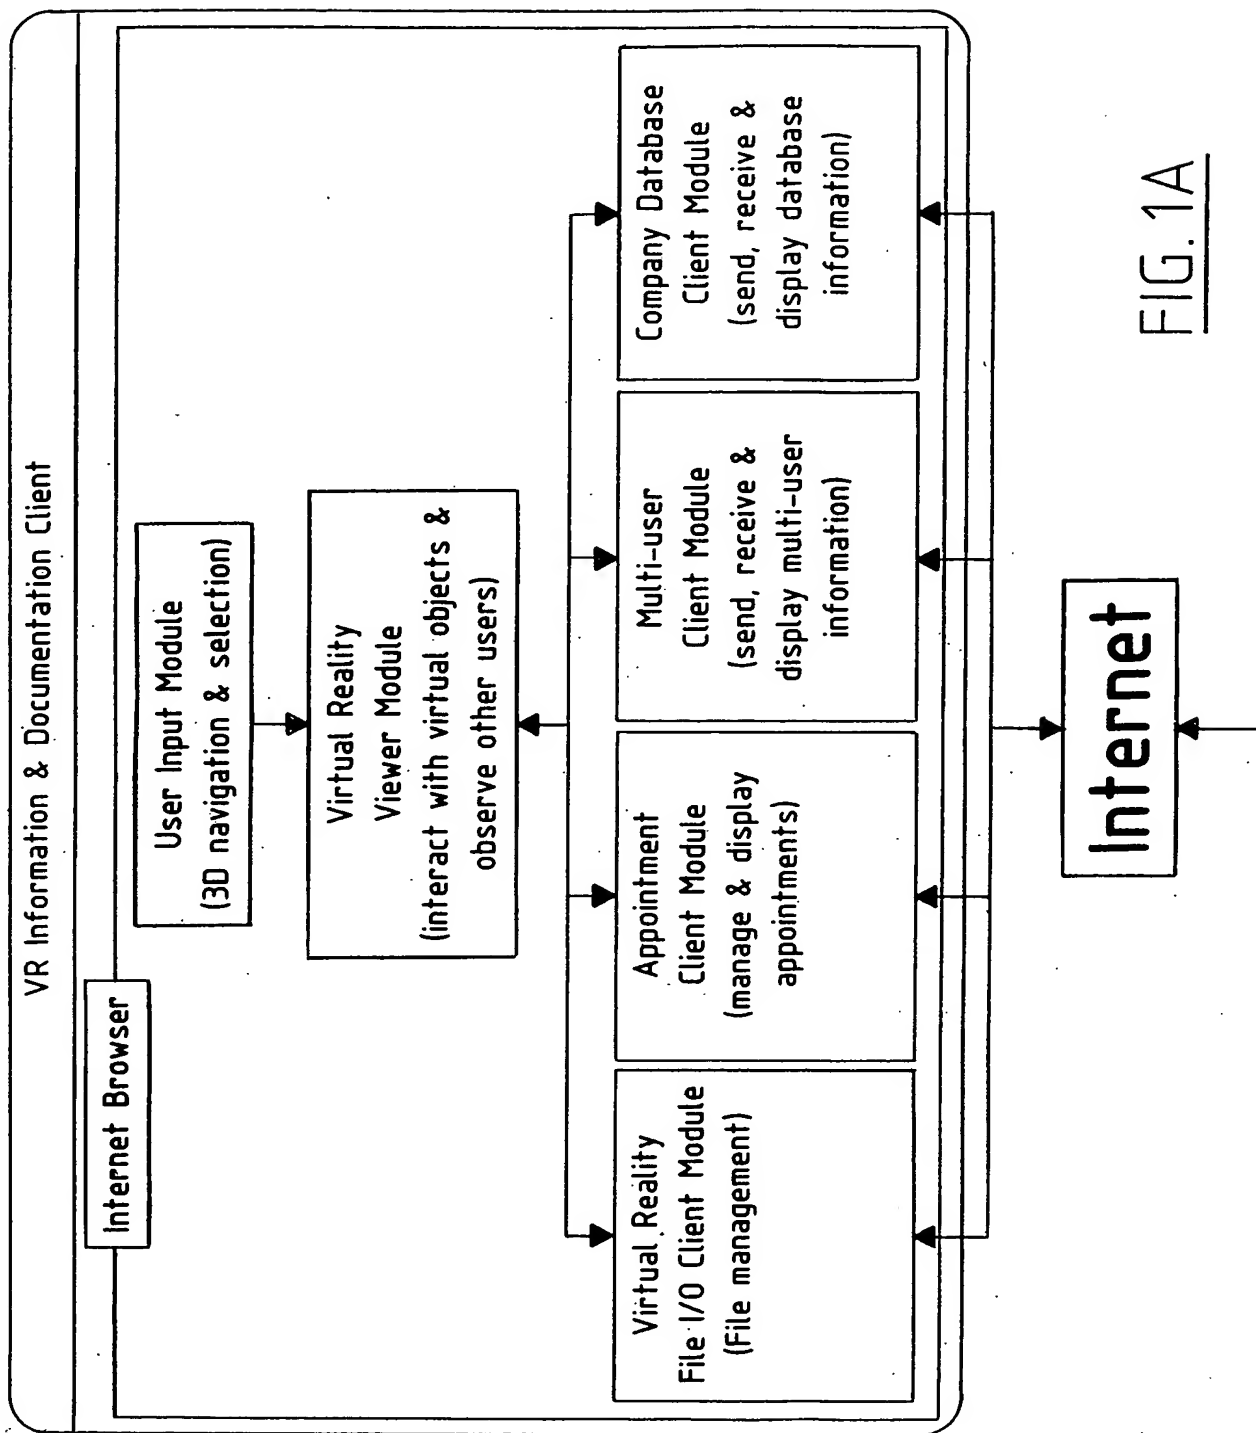 VR Information & Documentation Client
Internet Browser
User Input Module
(3D navigation & selection)
Virtual Reality
Viewer Module
(interact with virtual objects &
observe other users)
Virtual Reality
File I/O Client Module
(File management)
Appointment
Client Module
(manage & display
appointments)
Multi-user
Client Module
(send, receive &
display multi-user
information)
Company Database
Client Module
(send, receive &
display database
information)
Internet
FIG. 1A